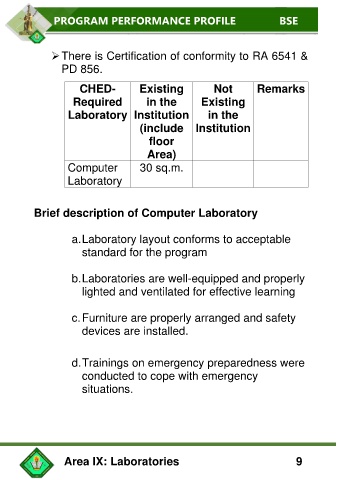 PROGRAM PERFORMANCE PROFILE BSE
➢ There is Certification of conformity to RA 6541 &
PD 856.
CHED-Required Laboratory | Existing in the Institution (include floor Area) | Not Existing in the Institution | Remarks
Computer Laboratory | 30 sq.m.
Brief description of Computer Laboratory
a. Laboratory layout conforms to acceptable
standard for the program
b. Laboratories are well-equipped and properly
lighted and ventilated for effective learning
c. Furniture are properly arranged and safety
devices are installed.
d. Trainings on emergency preparedness were
conducted to cope with emergency
situations.
Area IX: Laboratories 9